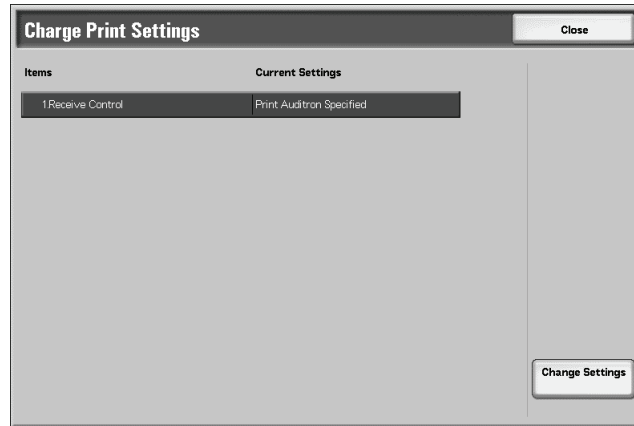 Charge Print Settings
Close
Items Current Settings
1.Receive Control Print Auditron Specified
Change Settings